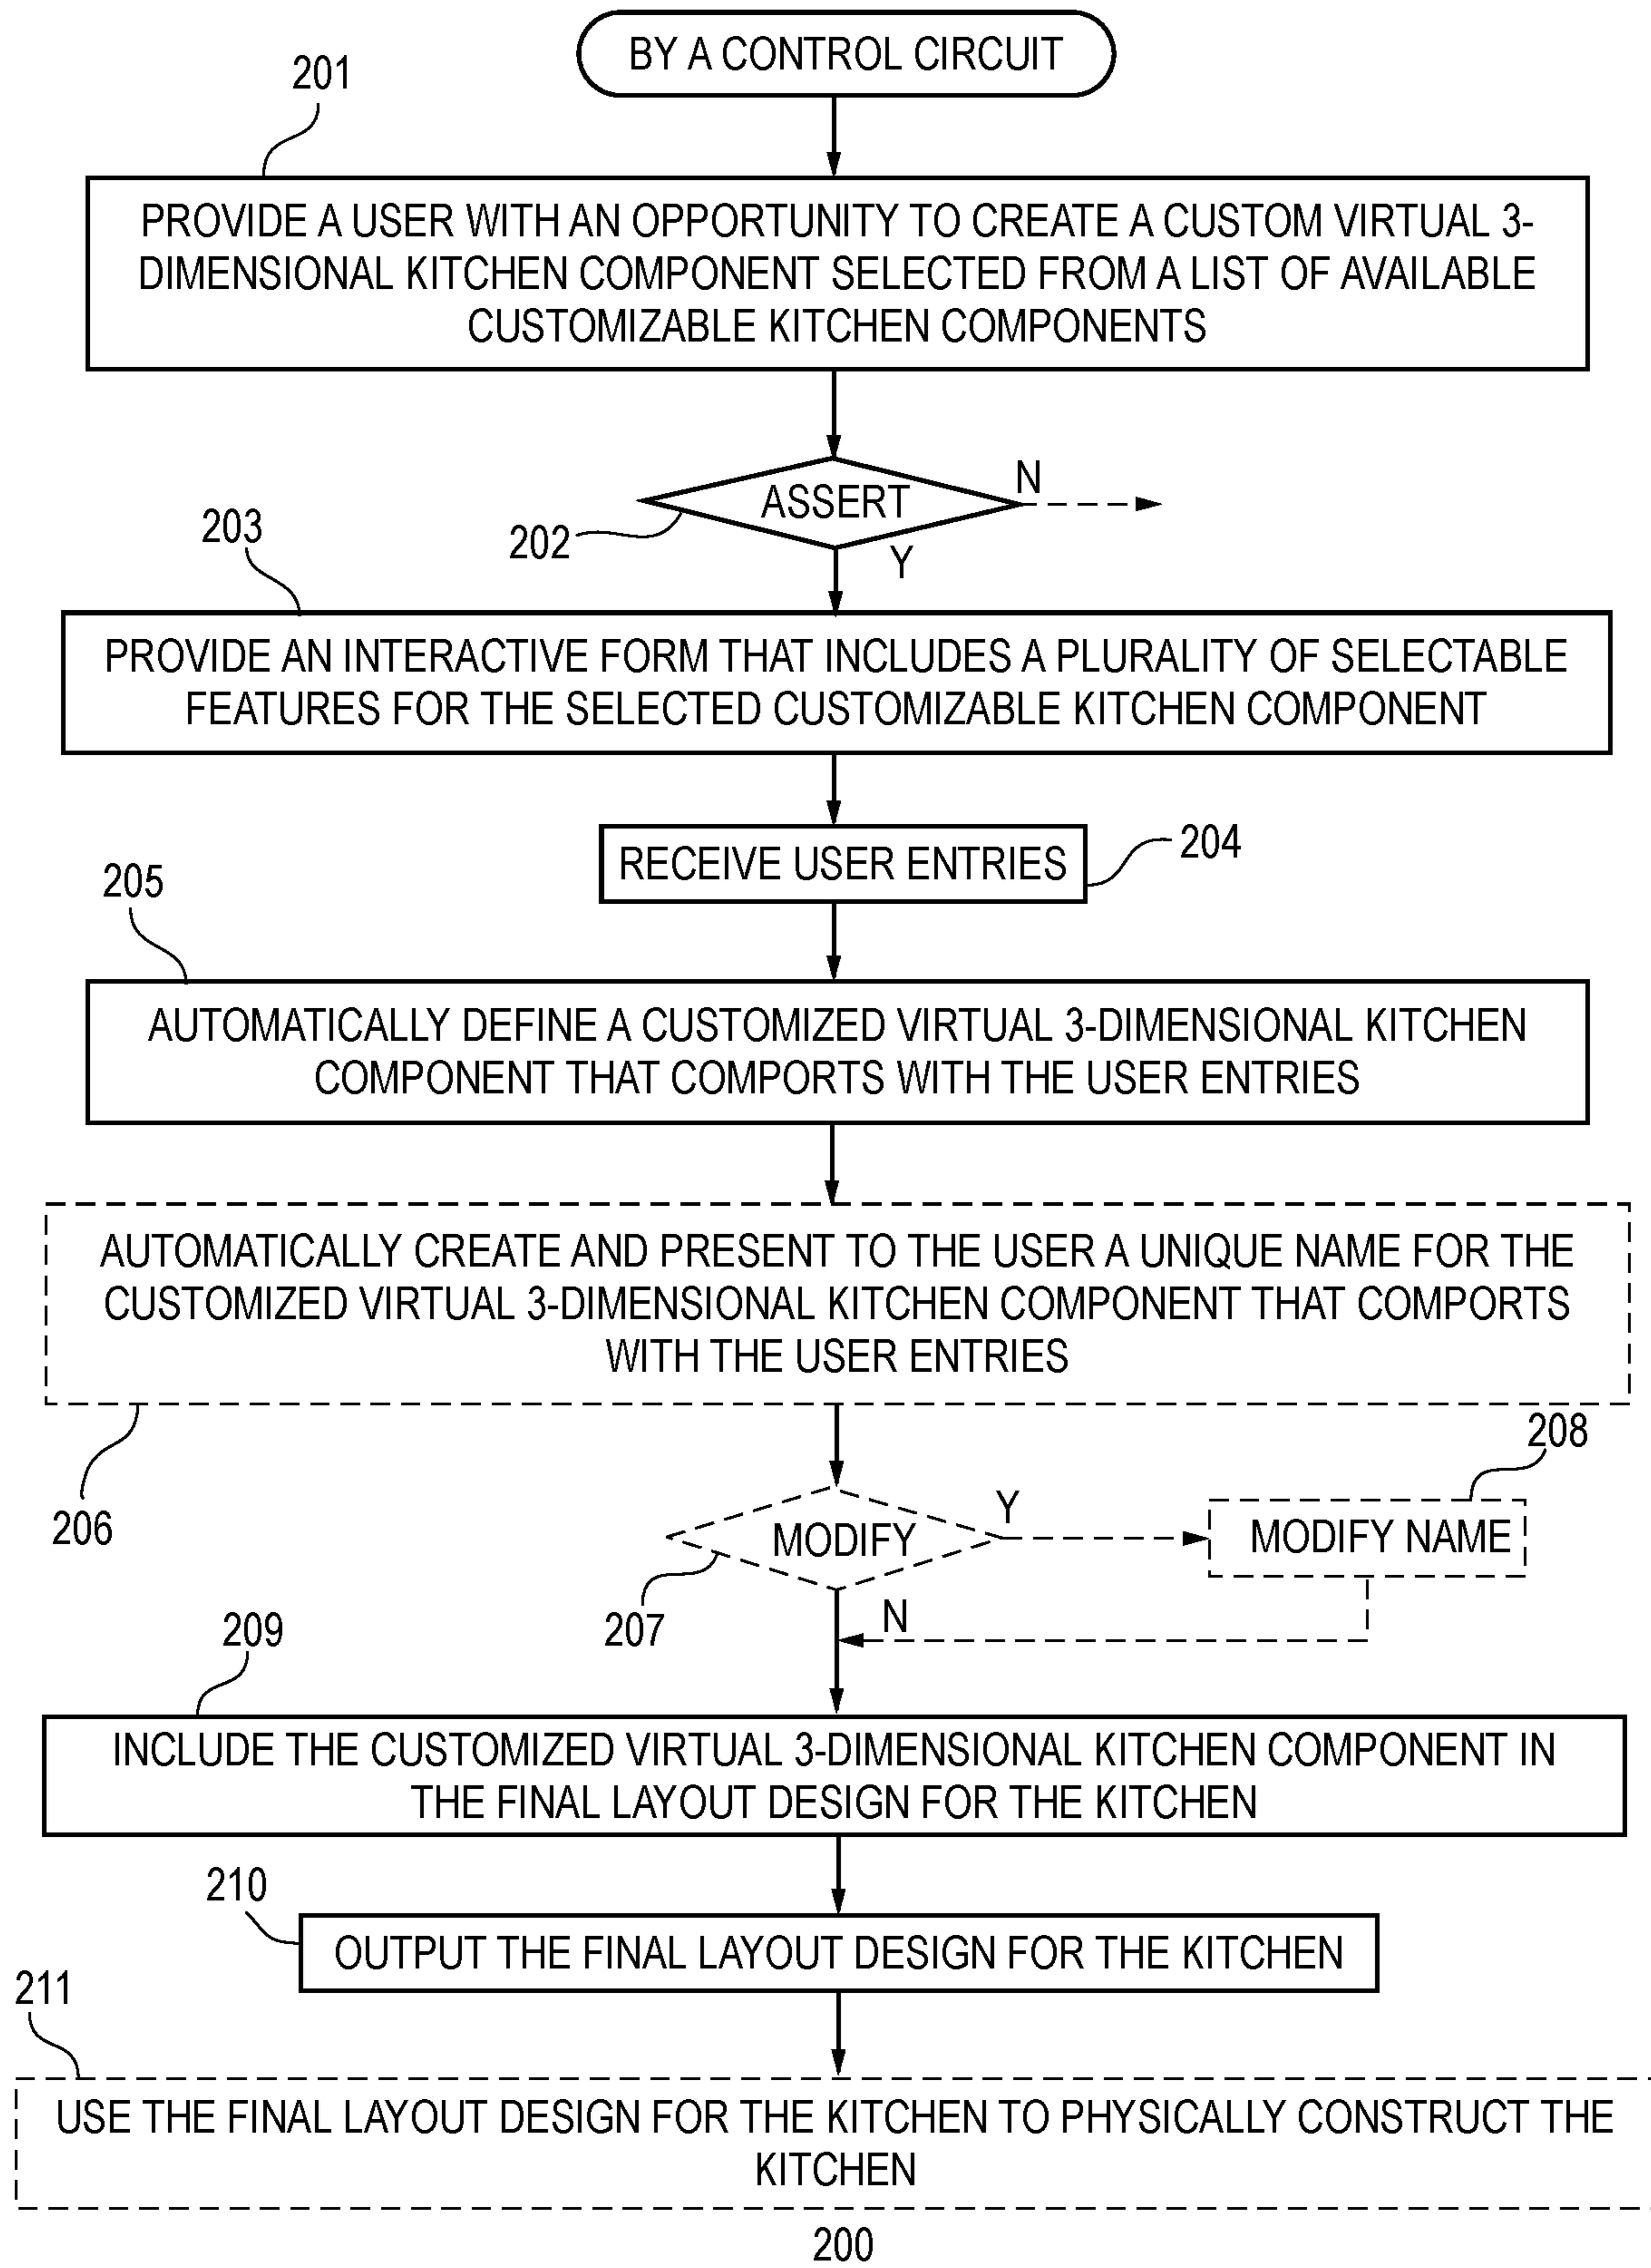 BY A CONTROL CIRCUIT
201
PROVIDE A USER WITH AN OPPORTUNITY TO CREATE A CUSTOM VIRTUAL 3-
DIMENSIONAL KITCHEN COMPONENT SELECTED FROM A LIST OF AVAILABLE
CUSTOMIZABLE KITCHEN COMPONENTS
ASSERT
N
202
Y
203
PROVIDE AN INTERACTIVE FORM THAT INCLUDES A PLURALITY OF SELECTABLE
FEATURES FOR THE SELECTED CUSTOMIZABLE KITCHEN COMPONENT
RECEIVE USER ENTRIES
204
205
AUTOMATICALLY DEFINE A CUSTOMIZED VIRTUAL 3-DIMENSIONAL KITCHEN
COMPONENT THAT COMPORTS WITH THE USER ENTRIES
AUTOMATICALLY CREATE AND PRESENT TO THE USER A UNIQUE NAME FOR THE
CUSTOMIZED VIRTUAL 3-DIMENSIONAL KITCHEN COMPONENT THAT COMPORTS
WITH THE USER ENTRIES
206
MODIFY
Y
208
MODIFY NAME
207
N
209
INCLUDE THE CUSTOMIZED VIRTUAL 3-DIMENSIONAL KITCHEN COMPONENT IN
THE FINAL LAYOUT DESIGN FOR THE KITCHEN
210
OUTPUT THE FINAL LAYOUT DESIGN FOR THE KITCHEN
211
USE THE FINAL LAYOUT DESIGN FOR THE KITCHEN TO PHYSICALLY CONSTRUCT THE
KITCHEN
200